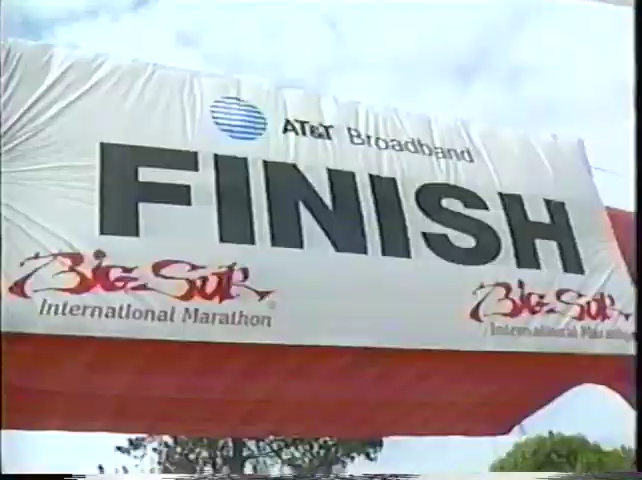 AT&T Broadband
FINISH
Big Sur
International Marathon
Big Sur
International Marathon